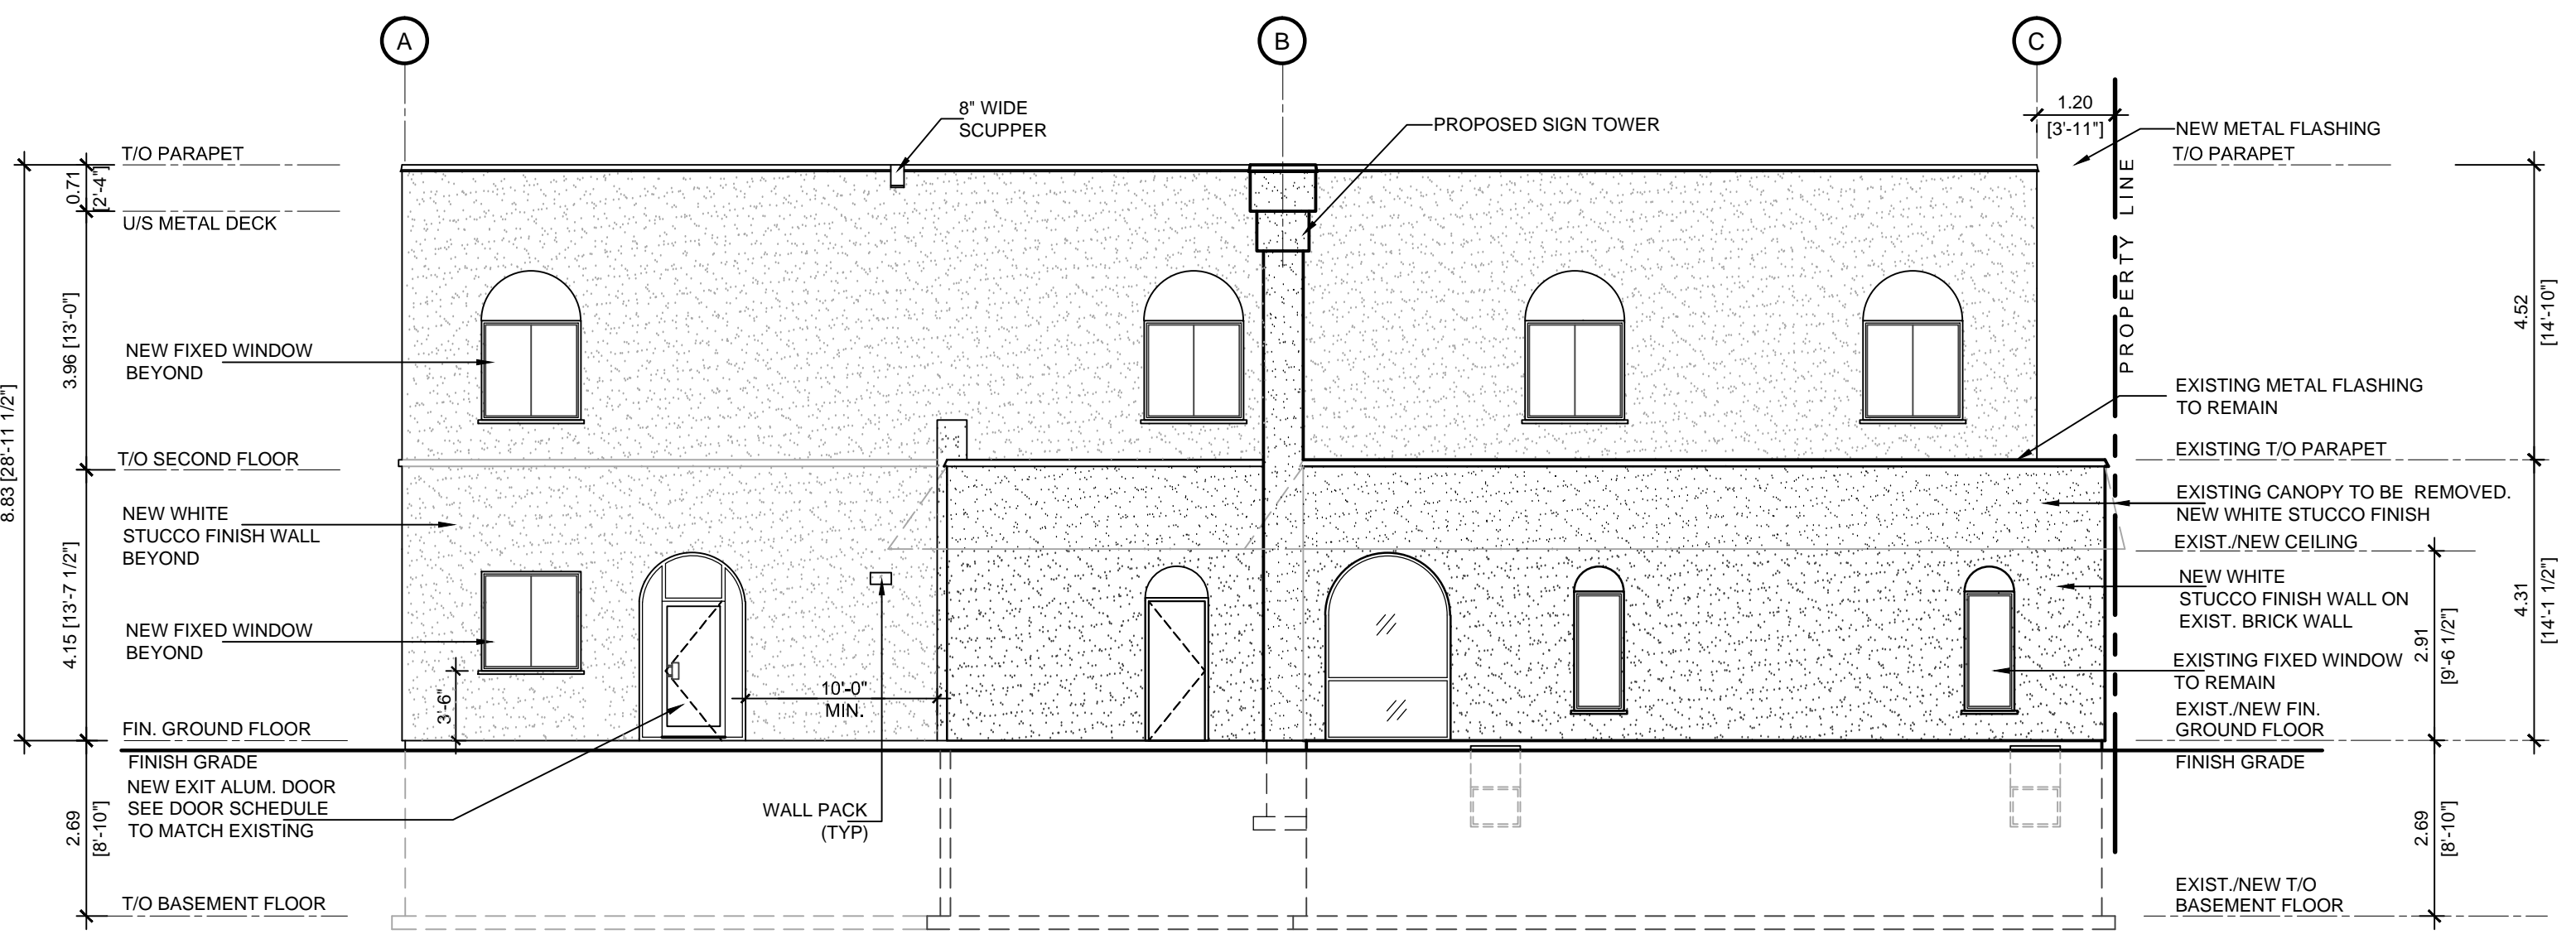 A
B
C
8" WIDE
SCUPPER
PROPOSED SIGN TOWER
1.20
[3'-11"]
NEW METAL FLASHING
T/O PARAPET
T/O PARAPET
0.71
[2'-4"]
U/S METAL DECK
PROPERTY LINE
3.96 [13'-0"]
4.52
[14'-10"]
NEW FIXED WINDOW
BEYOND
8.83 [28'-11 1/2"]
EXISTING METAL FLASHING
TO REMAIN
T/O SECOND FLOOR
EXISTING T/O PARAPET
NEW WHITE
STUCCO FINISH WALL
BEYOND
EXISTING CANOPY TO BE REMOVED.
NEW WHITE STUCCO FINISH
EXIST./NEW CEILING
4.15 [13'-7 1/2"]
4.31
[14'-1 1/2"]
NEW WHITE
STUCCO FINISH WALL ON
EXIST. BRICK WALL
NEW FIXED WINDOW
BEYOND
2.91
[9'-6 1/2"]
EXISTING FIXED WINDOW
TO REMAIN
3'-6"
10'-0"
MIN.
FIN. GROUND FLOOR
EXIST./NEW FIN.
GROUND FLOOR
FINISH GRADE
FINISH GRADE
NEW EXIT ALUM. DOOR
SEE DOOR SCHEDULE
TO MATCH EXISTING
WALL PACK
(TYP)
2.69
[8'-10"]
2.69
[8'-10"]
T/O BASEMENT FLOOR
EXIST./NEW T/O
BASEMENT FLOOR